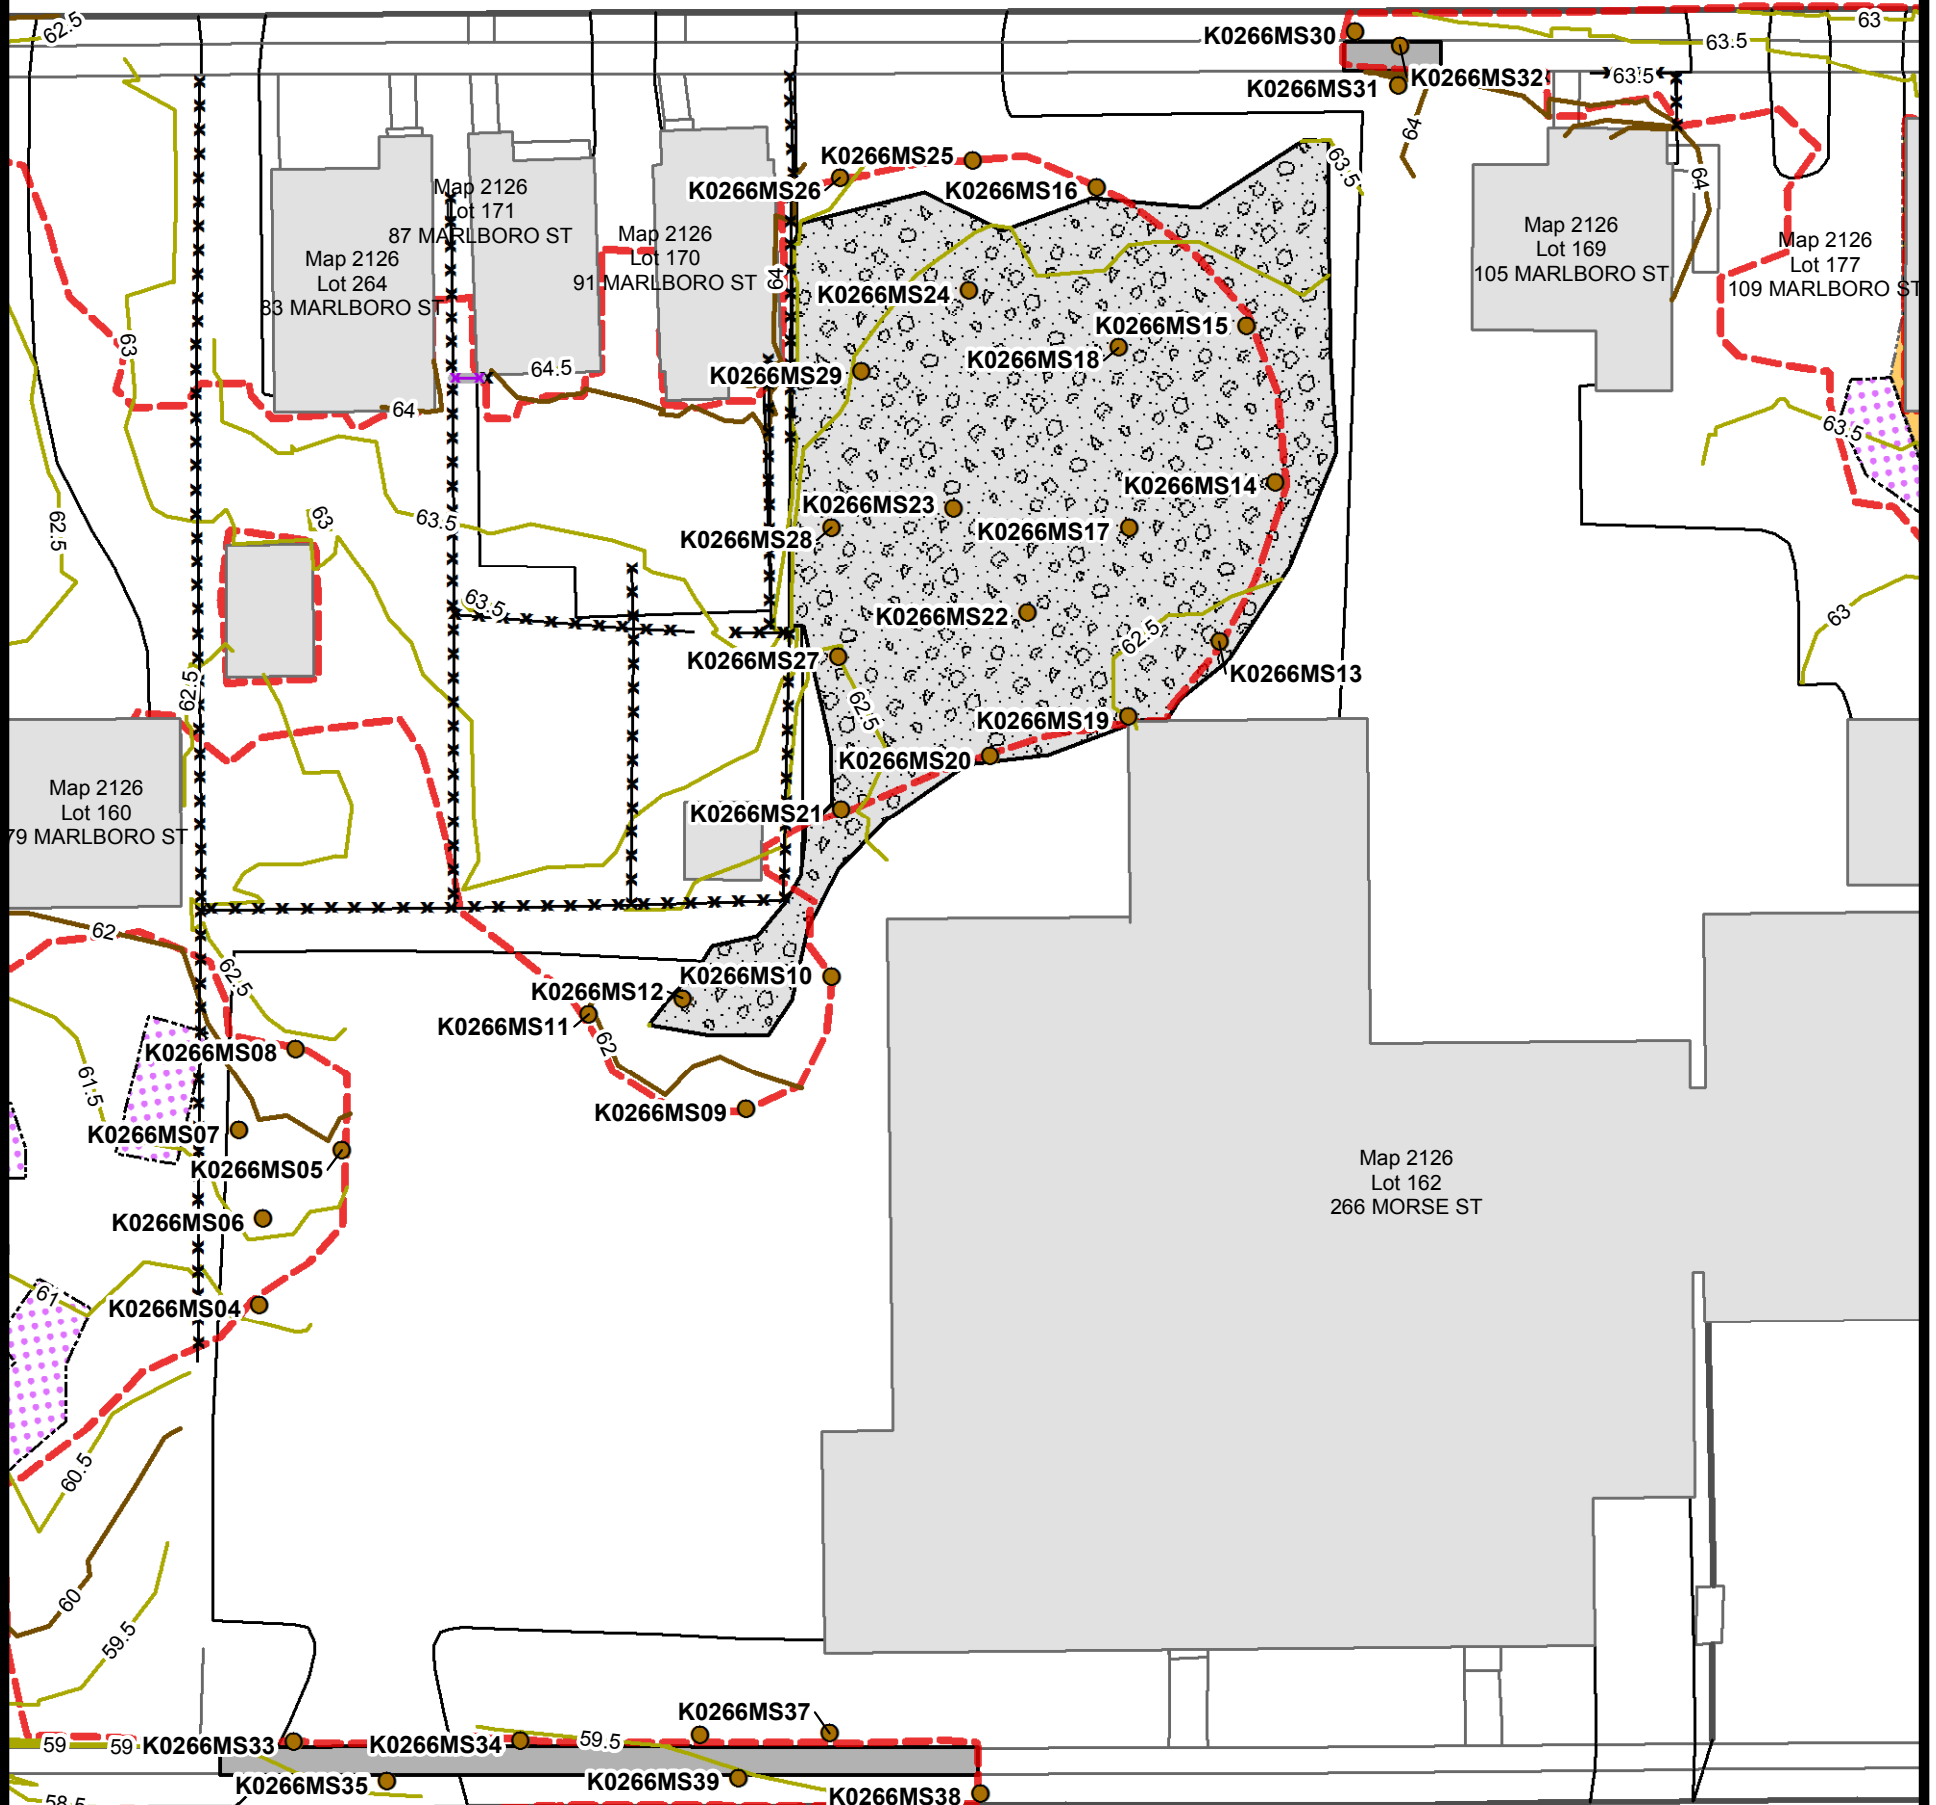 62.5
63
K0266MS30
63.5
K0266MS32
63.5
K0266MS31
64
K0266MS25
K0266MS26
K0266MS16
63.5
64
Map 2126
Lot 171
87 MARLBORO ST
Map 2126
Lot 170
91 MARLBORO ST
Map 2126
Lot 264
83 MARLBORO ST
64
Map 2126
Lot 169
105 MARLBORO ST
Map 2126
Lot 177
109 MARLBORO ST
K0266MS24
K0266MS15
K0266MS18
63
64.5
K0266MS29
64
63.5
K0266MS14
K0266MS23
K0266MS17
K0266MS28
62.5
63
63.5
63.5
K0266MS22
62.5
63
K0266MS27
K0266MS13
62.5
62.5
K0266MS19
K0266MS20
Map 2126
Lot 160
79 MARLBORO ST
K0266MS21
62
62.5
K0266MS10
K0266MS12
K0266MS11
62
K0266MS08
61.5
K0266MS09
K0266MS07
K0266MS05
Map 2126
Lot 162
266 MORSE ST
K0266MS06
61
K0266MS04
60.5
60
59.5
K0266MS37
59
59
K0266MS33
K0266MS34
59.5
K0266MS35
K0266MS39
K0266MS38
58.5